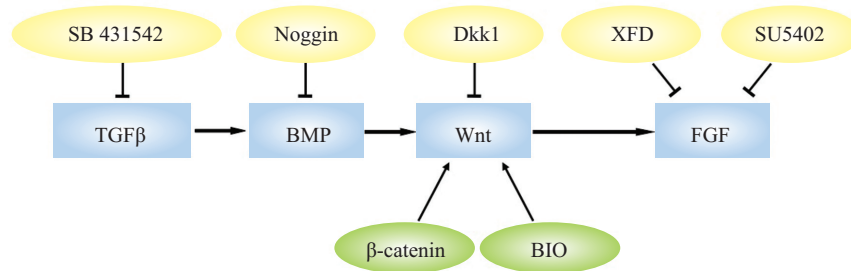 SB 431542
Noggin
Dkk1
XFD
SU5402
TGFβ
BMP
Wnt
FGF
β-catenin
BIO